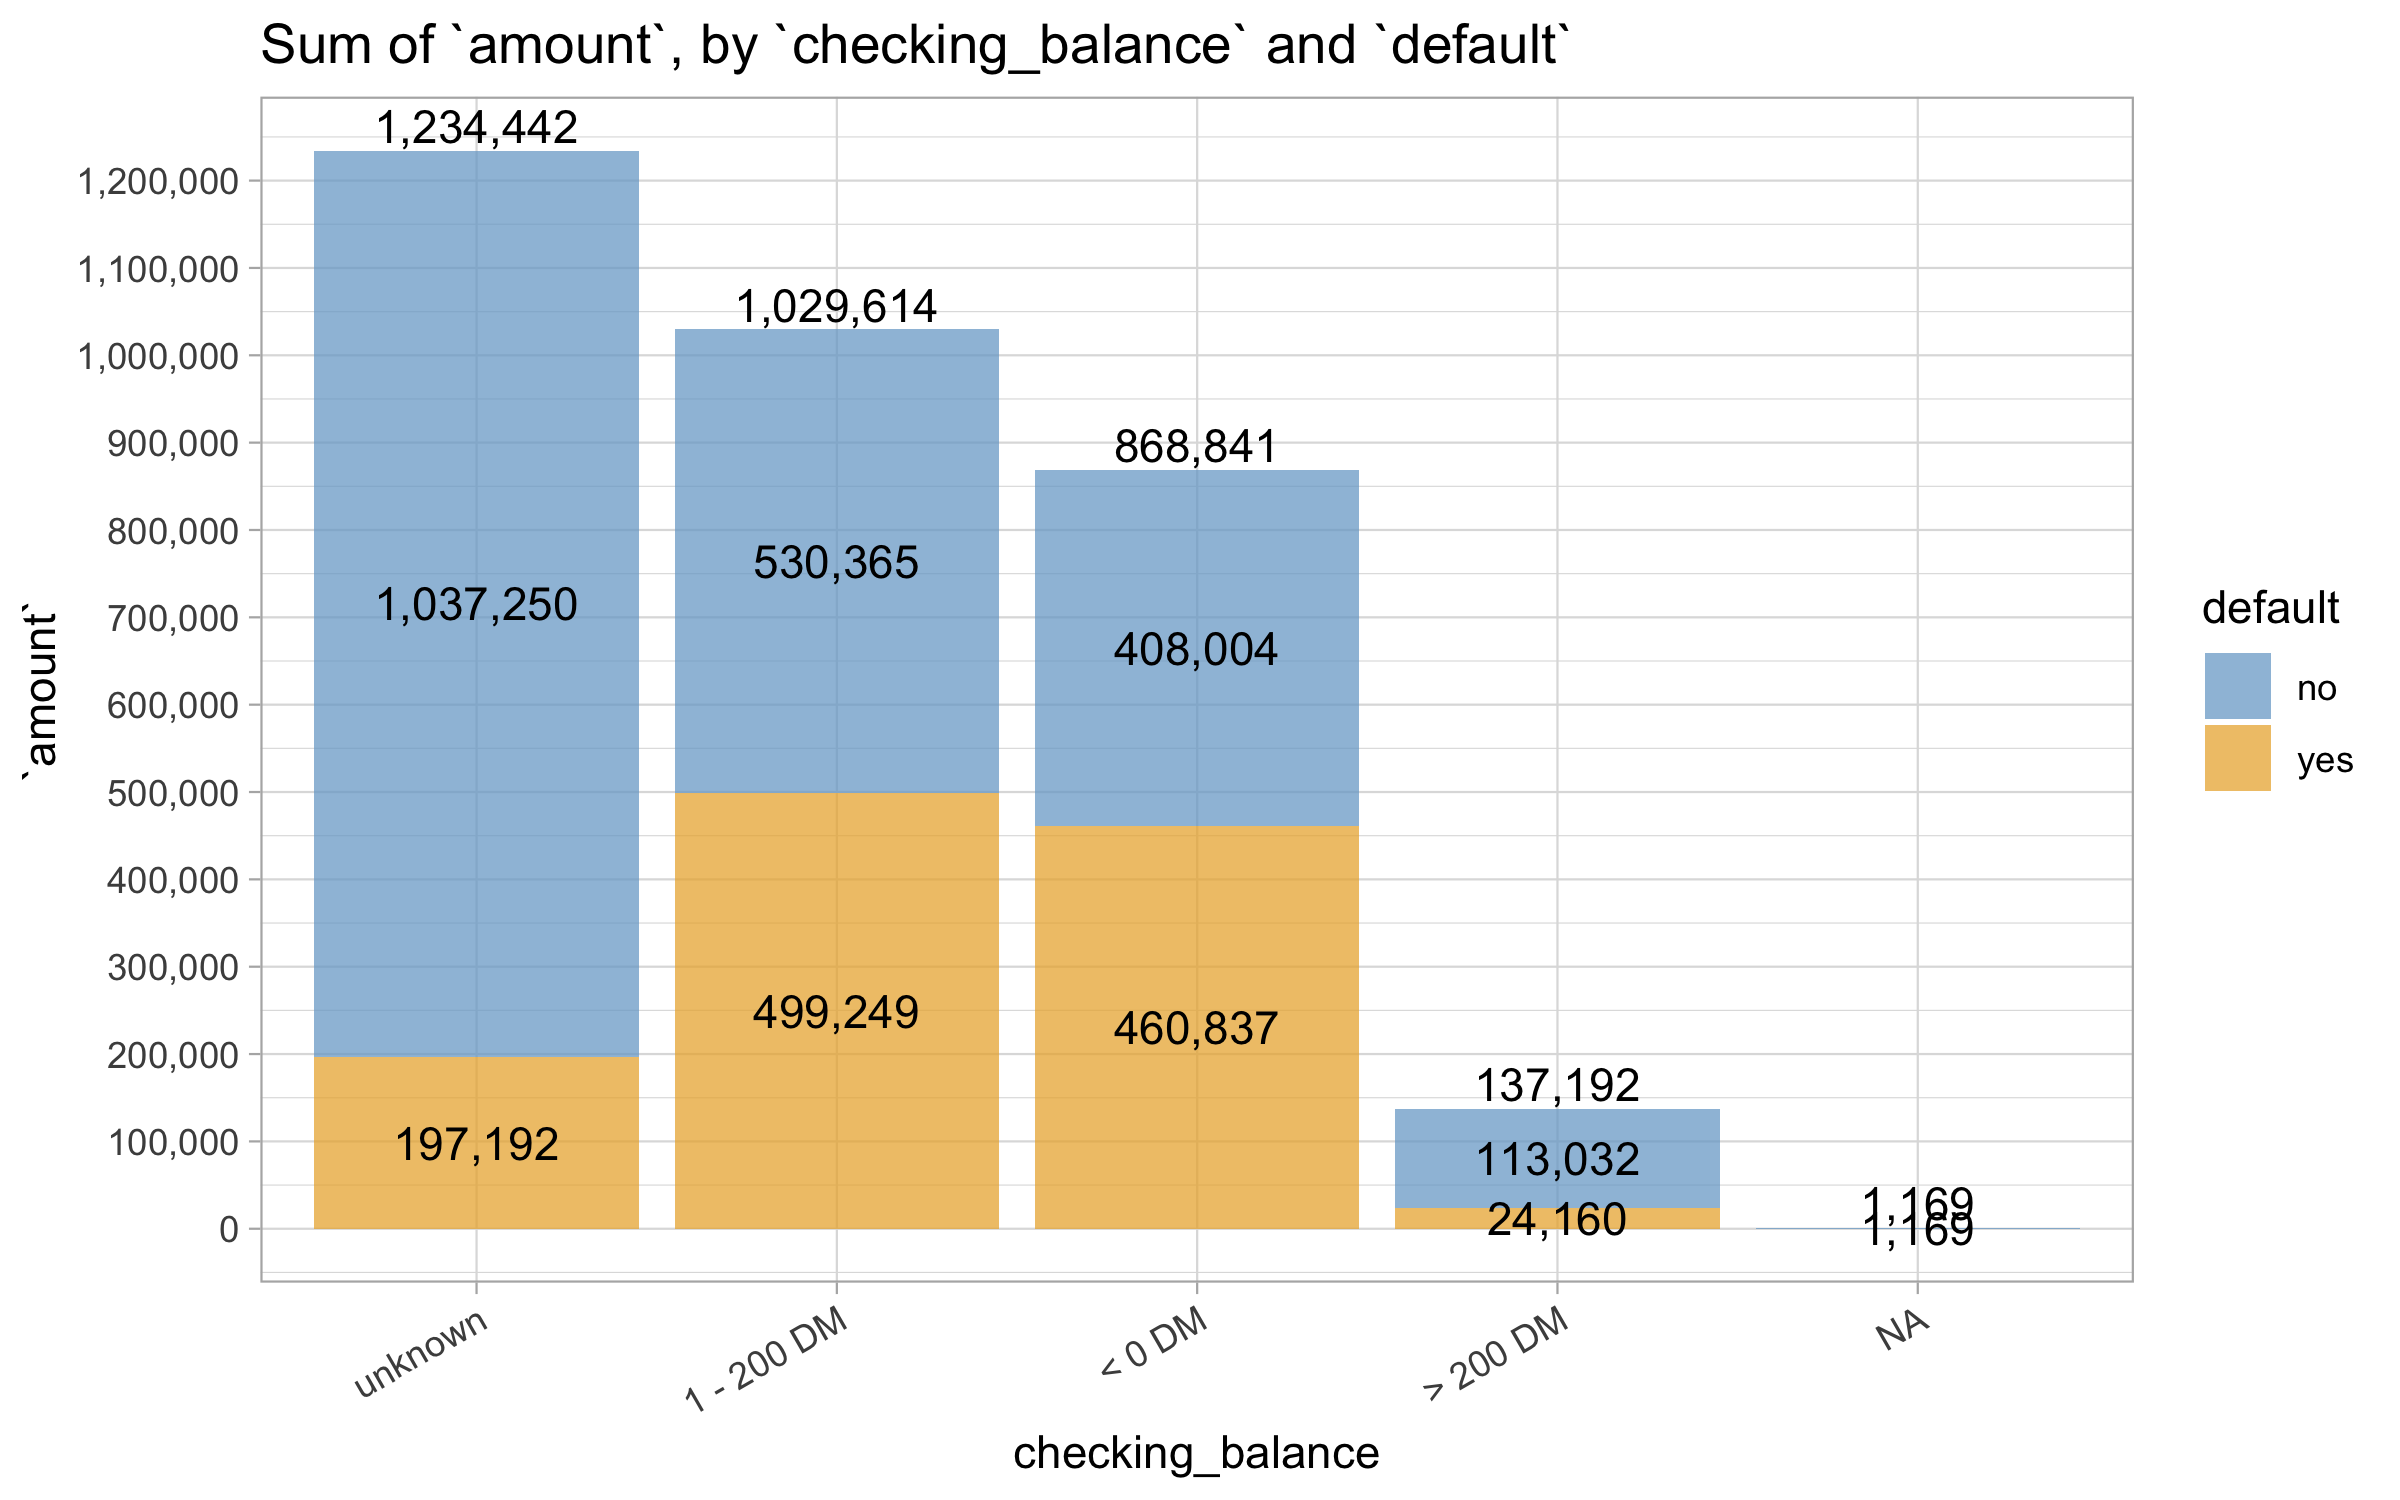 Sum of `amount`, by `checking_balance` and `default`
1,234,442
1,029,614
868,841
137,192
1,169
1,037,250
530,365
408,004
113,032
1,169
197,192
499,249
460,837
24,160
1,200,000
1,100,000
1,000,000
900,000
800,000
700,000
600,000
500,000
400,000
300,000
200,000
100,000
0
`amount`
unknown
1 - 200 DM
< 0 DM
> 200 DM
NA
checking_balance
default
no
yes